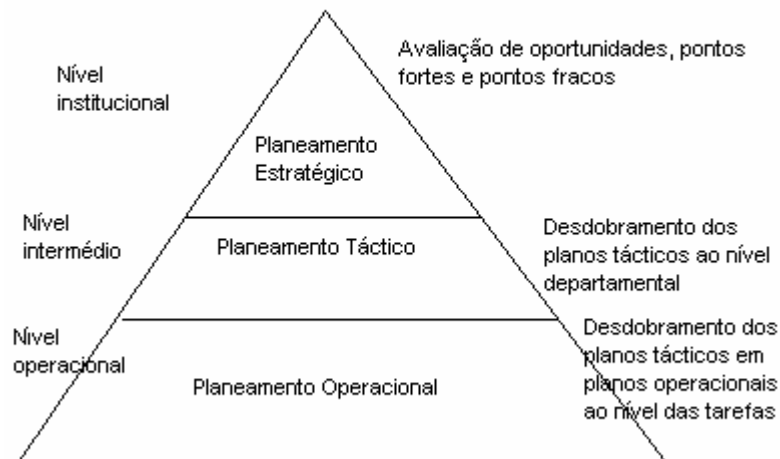 Nível
institucional
Avaliação de oportunidades, pontos
fortes e pontos fracos
Planeamento
Estratégico
Nível
intermédio
Planeamento Táctico
Desdobramento dos
planos tácticos ao nível
departamental
Nível
operacional
Planeamento Operacional
Desdobramento dos
planos tácticos em
planos operacionais
ao nível das tarefas